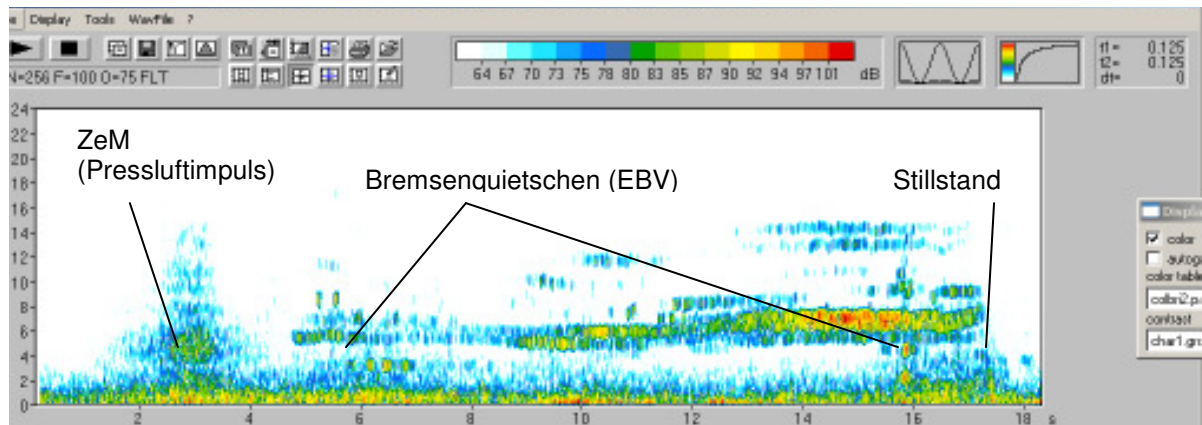 Display Tools WavFile ?
64 67 70 73 75 78 80 83 85 87 90 92 94 97 101 dB
t1= 0.125
t2= 0.125
dt= 0
N=256 F=100 O=75 FLT
24
22
20
18
16
14
12
10
8
6
4
2
0
ZeM
(Pressluftimpuls)
Bremsenquietschen (EBV)
Stillstand
2 4 6 8 10 12 14 16 18 s
color
color table
contrast